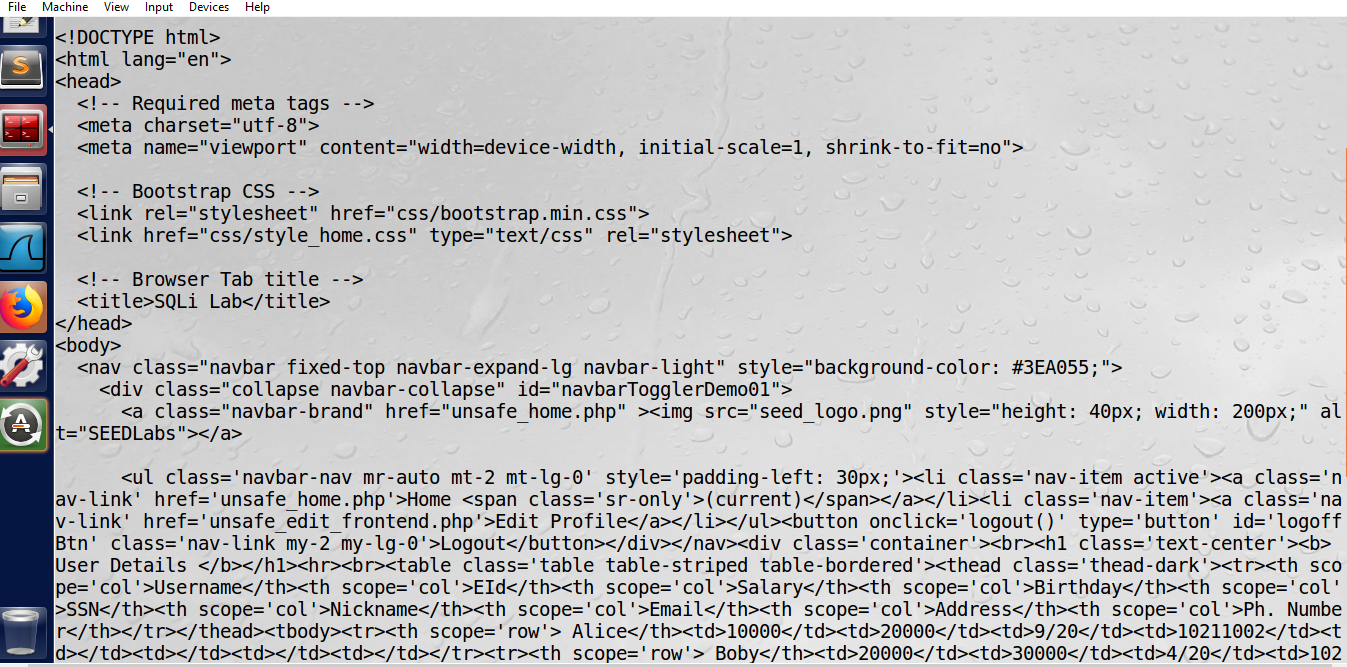 File Machine View Input Devices Help
<!DOCTYPE html>
<html lang="en">
<head>
  <!-- Required meta tags -->
  <meta charset="utf-8">
  <meta name="viewport" content="width=device-width, initial-scale=1, shrink-to-fit=no">

  <!-- Bootstrap CSS -->
  <link rel="stylesheet" href="css/bootstrap.min.css">
  <link href="css/style_home.css" type="text/css" rel="stylesheet">

  <!-- Browser Tab title -->
  <title>SQLi Lab</title>
</head>
<body>
  <nav class="navbar fixed-top navbar-expand-lg navbar-light" style="background-color: #3EA055;">
    <div class="collapse navbar-collapse" id="navbarTogglerDemo01">
      <a class="navbar-brand" href="unsafe_home.php" ><img src="seed_logo.png" style="height: 40px; width: 200px;" al
t="SEEDLabs"></a>

      <ul class='navbar-nav mr-auto mt-2 mt-lg-0' style='padding-left: 30px;'><li class='nav-item active'><a class='n
av-link' href='unsafe_home.php'>Home <span class='sr-only'>(current)</span></a></li><li class='nav-item'><a class='na
v-link' href='unsafe_edit_frontend.php'>Edit Profile</a></li></ul><button onclick='logout()' type='button' id='logoff
Btn' class='nav-link my-2 my-lg-0'>Logout</button></div></nav><div class='container'><br><h1 class='text-center'><b>
User Details </b></h1><hr><br><table class='table table-striped table-bordered'><thead class='thead-dark'><tr><th sco
pe='col'>Username</th><th scope='col'>EId</th><th scope='col'>Salary</th><th scope='col'>Birthday</th><th scope='col'
>SSN</th><th scope='col'>Nickname</th><th scope='col'>Email</th><th scope='col'>Address</th><th scope='col'>Ph. Numbe
r</th></tr></thead><tbody><tr><th scope='row'> Alice</th><td>10000</td><td>20000</td><td>9/20</td><td>10211002</td><t
d></td><td></td><td></td><td></td></tr><tr><th scope='row'> Boby</th><td>20000</td><td>30000</td><td>4/20</td><td>102